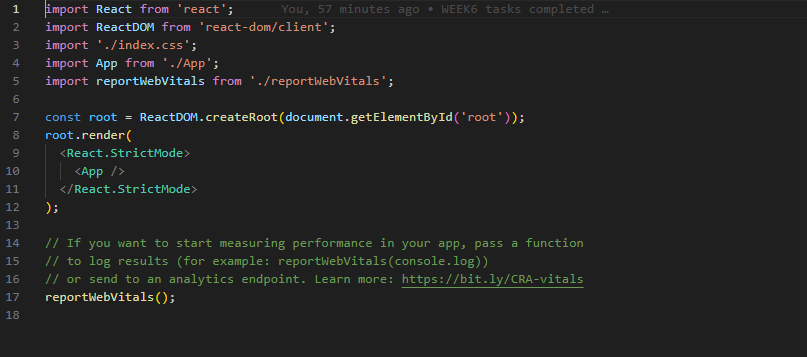 1 import React from 'react'; You, 57 minutes ago • WEEK6 tasks completed …
2 import ReactDOM from 'react-dom/client';
3 import './index.css';
4 import App from './App';
5 import reportWebVitals from './reportWebVitals';
6
7 const root = ReactDOM.createRoot(document.getElementById('root'));
8 root.render(
9 <React.StrictMode>
10 <App />
11 </React.StrictMode>
12 );
13
14 // If you want to start measuring performance in your app, pass a function
15 // to log results (for example: reportWebVitals(console.log))
16 // or send to an analytics endpoint. Learn more: https://bit.ly/CRA-vitals
17 reportWebVitals();
18